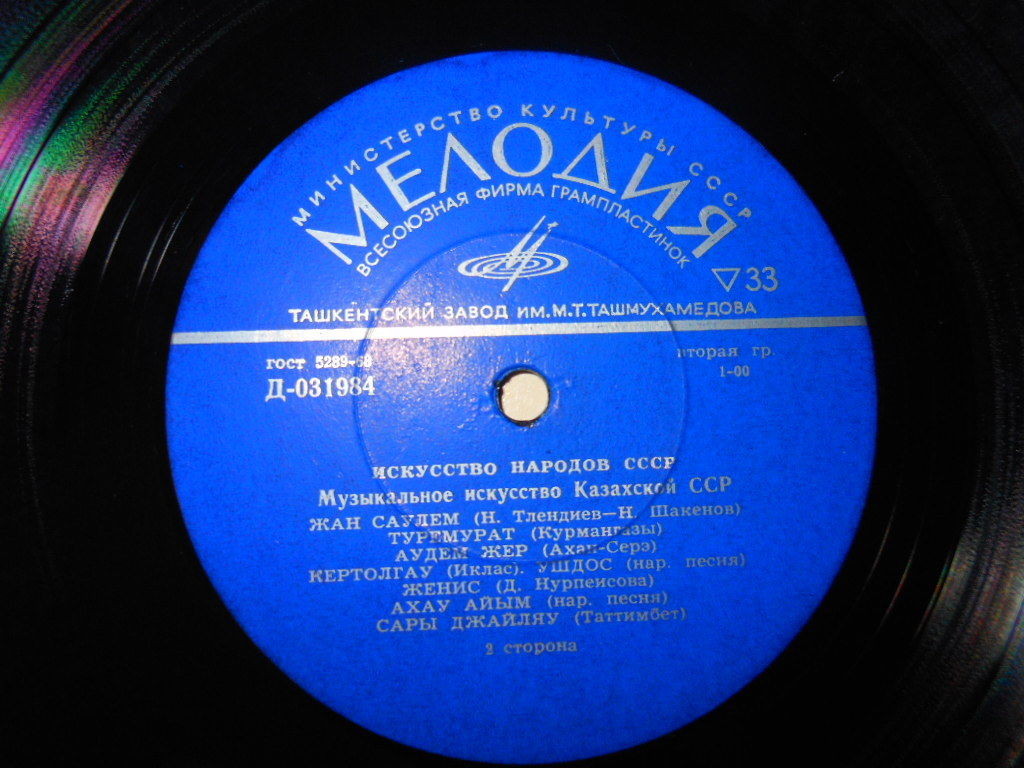 МИНИСТЕРСТВО КУЛЬТУРЫ СССР
МЕЛОДИЯ
ВСЕСОЮЗНАЯ ФИРМА ГРАМПЛАСТИНОК
▽33
ТАШКЕНТСКИЙ ЗАВОД ИМ.М.Т.ТАШМУХАМЕДОВА
гост 5289-68
вторая гр.
Д-031984
1-00
ИСКУССТВО НАРОДОВ СССР
Музыкальное искусство Казахской ССР
ЖАН САУЛЕМ (Н. Тлендиев—Н. Шакенов)
ТУРЕМУРАТ (Курмангазы)
АУДЕМ ЖЕР (Ахан-Серэ)
КЕРТОЛГАУ (Иклас). УШДОС (нар. песня)
ЖЕНИС (Д. Нурпеисова)
АХАУ АЙЫМ (нар. песня)
САРЫ ДЖАЙЛЯУ (Таттимбет)
2 сторона